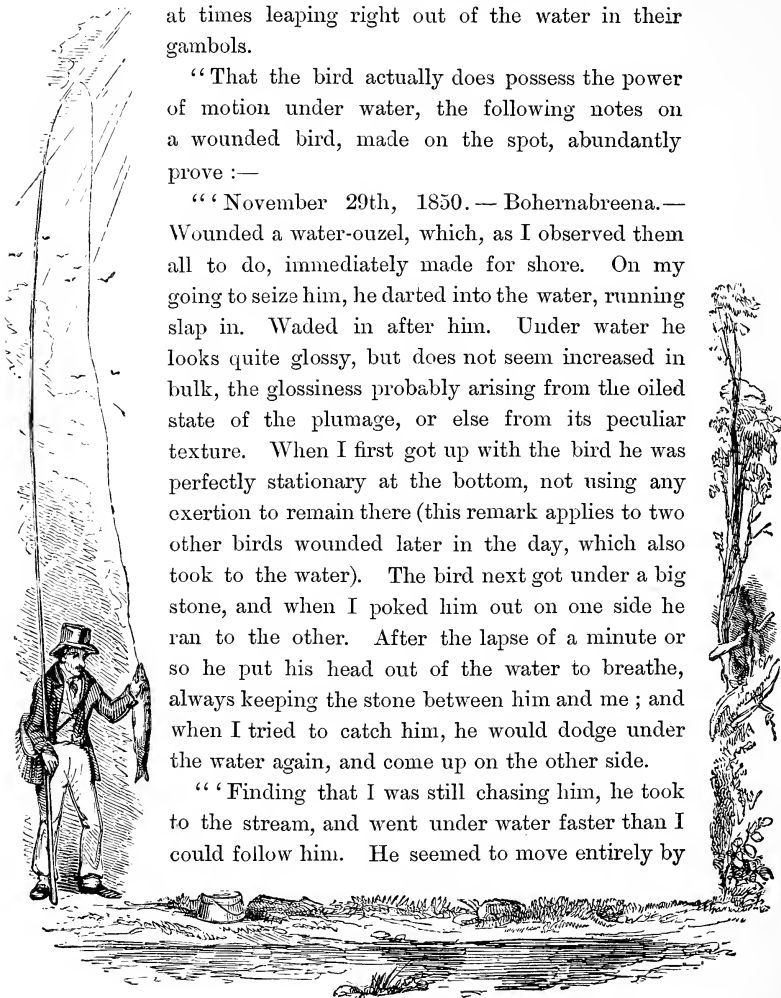 at times leaping right out of the water in their
gambols.
“That the bird actually does possess the power
of motion under water, the following notes on
a wounded bird, made on the spot, abundantly
prove :—
“‘November 29th, 1850. — Bohernabreena.—
Wounded a water-ouzel, which, as I observed them
all to do, immediately made for shore. On my
going to seize him, he darted into the water, running
slap in. Waded in after him. Under water he
looks quite glossy, but does not seem increased in
bulk, the glossiness probably arising from the oiled
state of the plumage, or else from its peculiar
texture. When I first got up with the bird he was
perfectly stationary at the bottom, not using any
exertion to remain there (this remark applies to two
other birds wounded later in the day, which also
took to the water). The bird next got under a big
stone, and when I poked him out on one side he
ran to the other. After the lapse of a minute or
so he put his head out of the water to breathe,
always keeping the stone between him and me ; and
when I tried to catch him, he would dodge under
the water again, and come up on the other side.
“‘Finding that I was still chasing him, he took
to the stream, and went under water faster than I
could follow him. He seemed to move entirely by